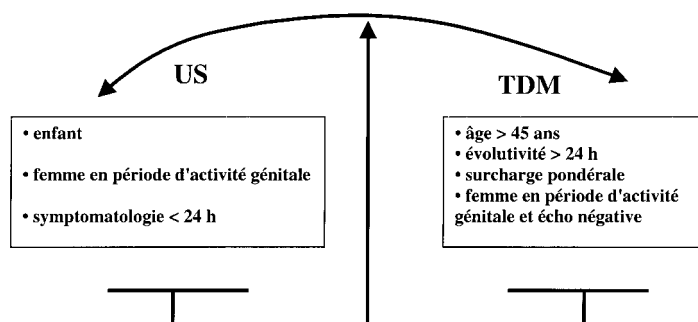 US
• enfant
• femme en période d'activité génitale
• symptomatologie < 24 h
TDM
• âge > 45 ans
• évolutivité > 24 h
• surcharge pondérale
• femme en période d'activité
génitale et écho négative